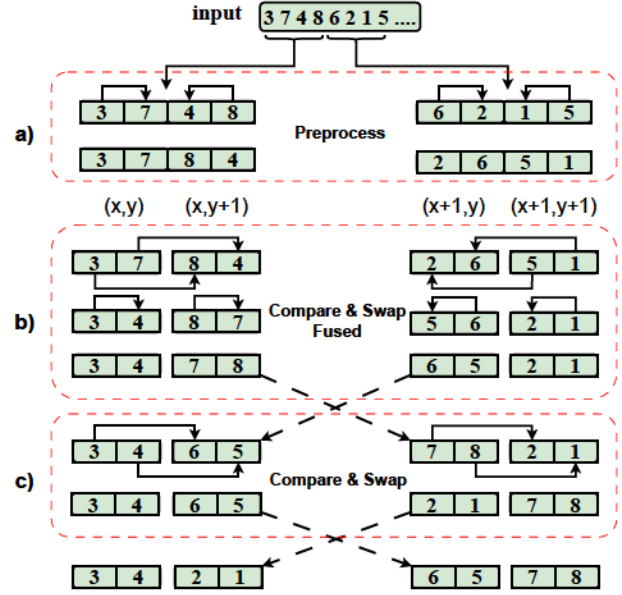 input 3 7 4 8 6 2 1 5 ....
a)
3 7 4 8 6 2 1 5
Preprocess
3 7 8 4 2 6 5 1
(x,y) (x,y+1) (x+1,y) (x+1,y+1)
b)
3 7 8 4 2 6 5 1
3 4 8 7 5 6 2 1
Compare & Swap
Fused
3 4 7 8 6 5 2 1
c)
3 4 6 5 7 8 2 1
Compare & Swap
3 4 6 5 2 1 7 8
3 4 2 1 6 5 7 8